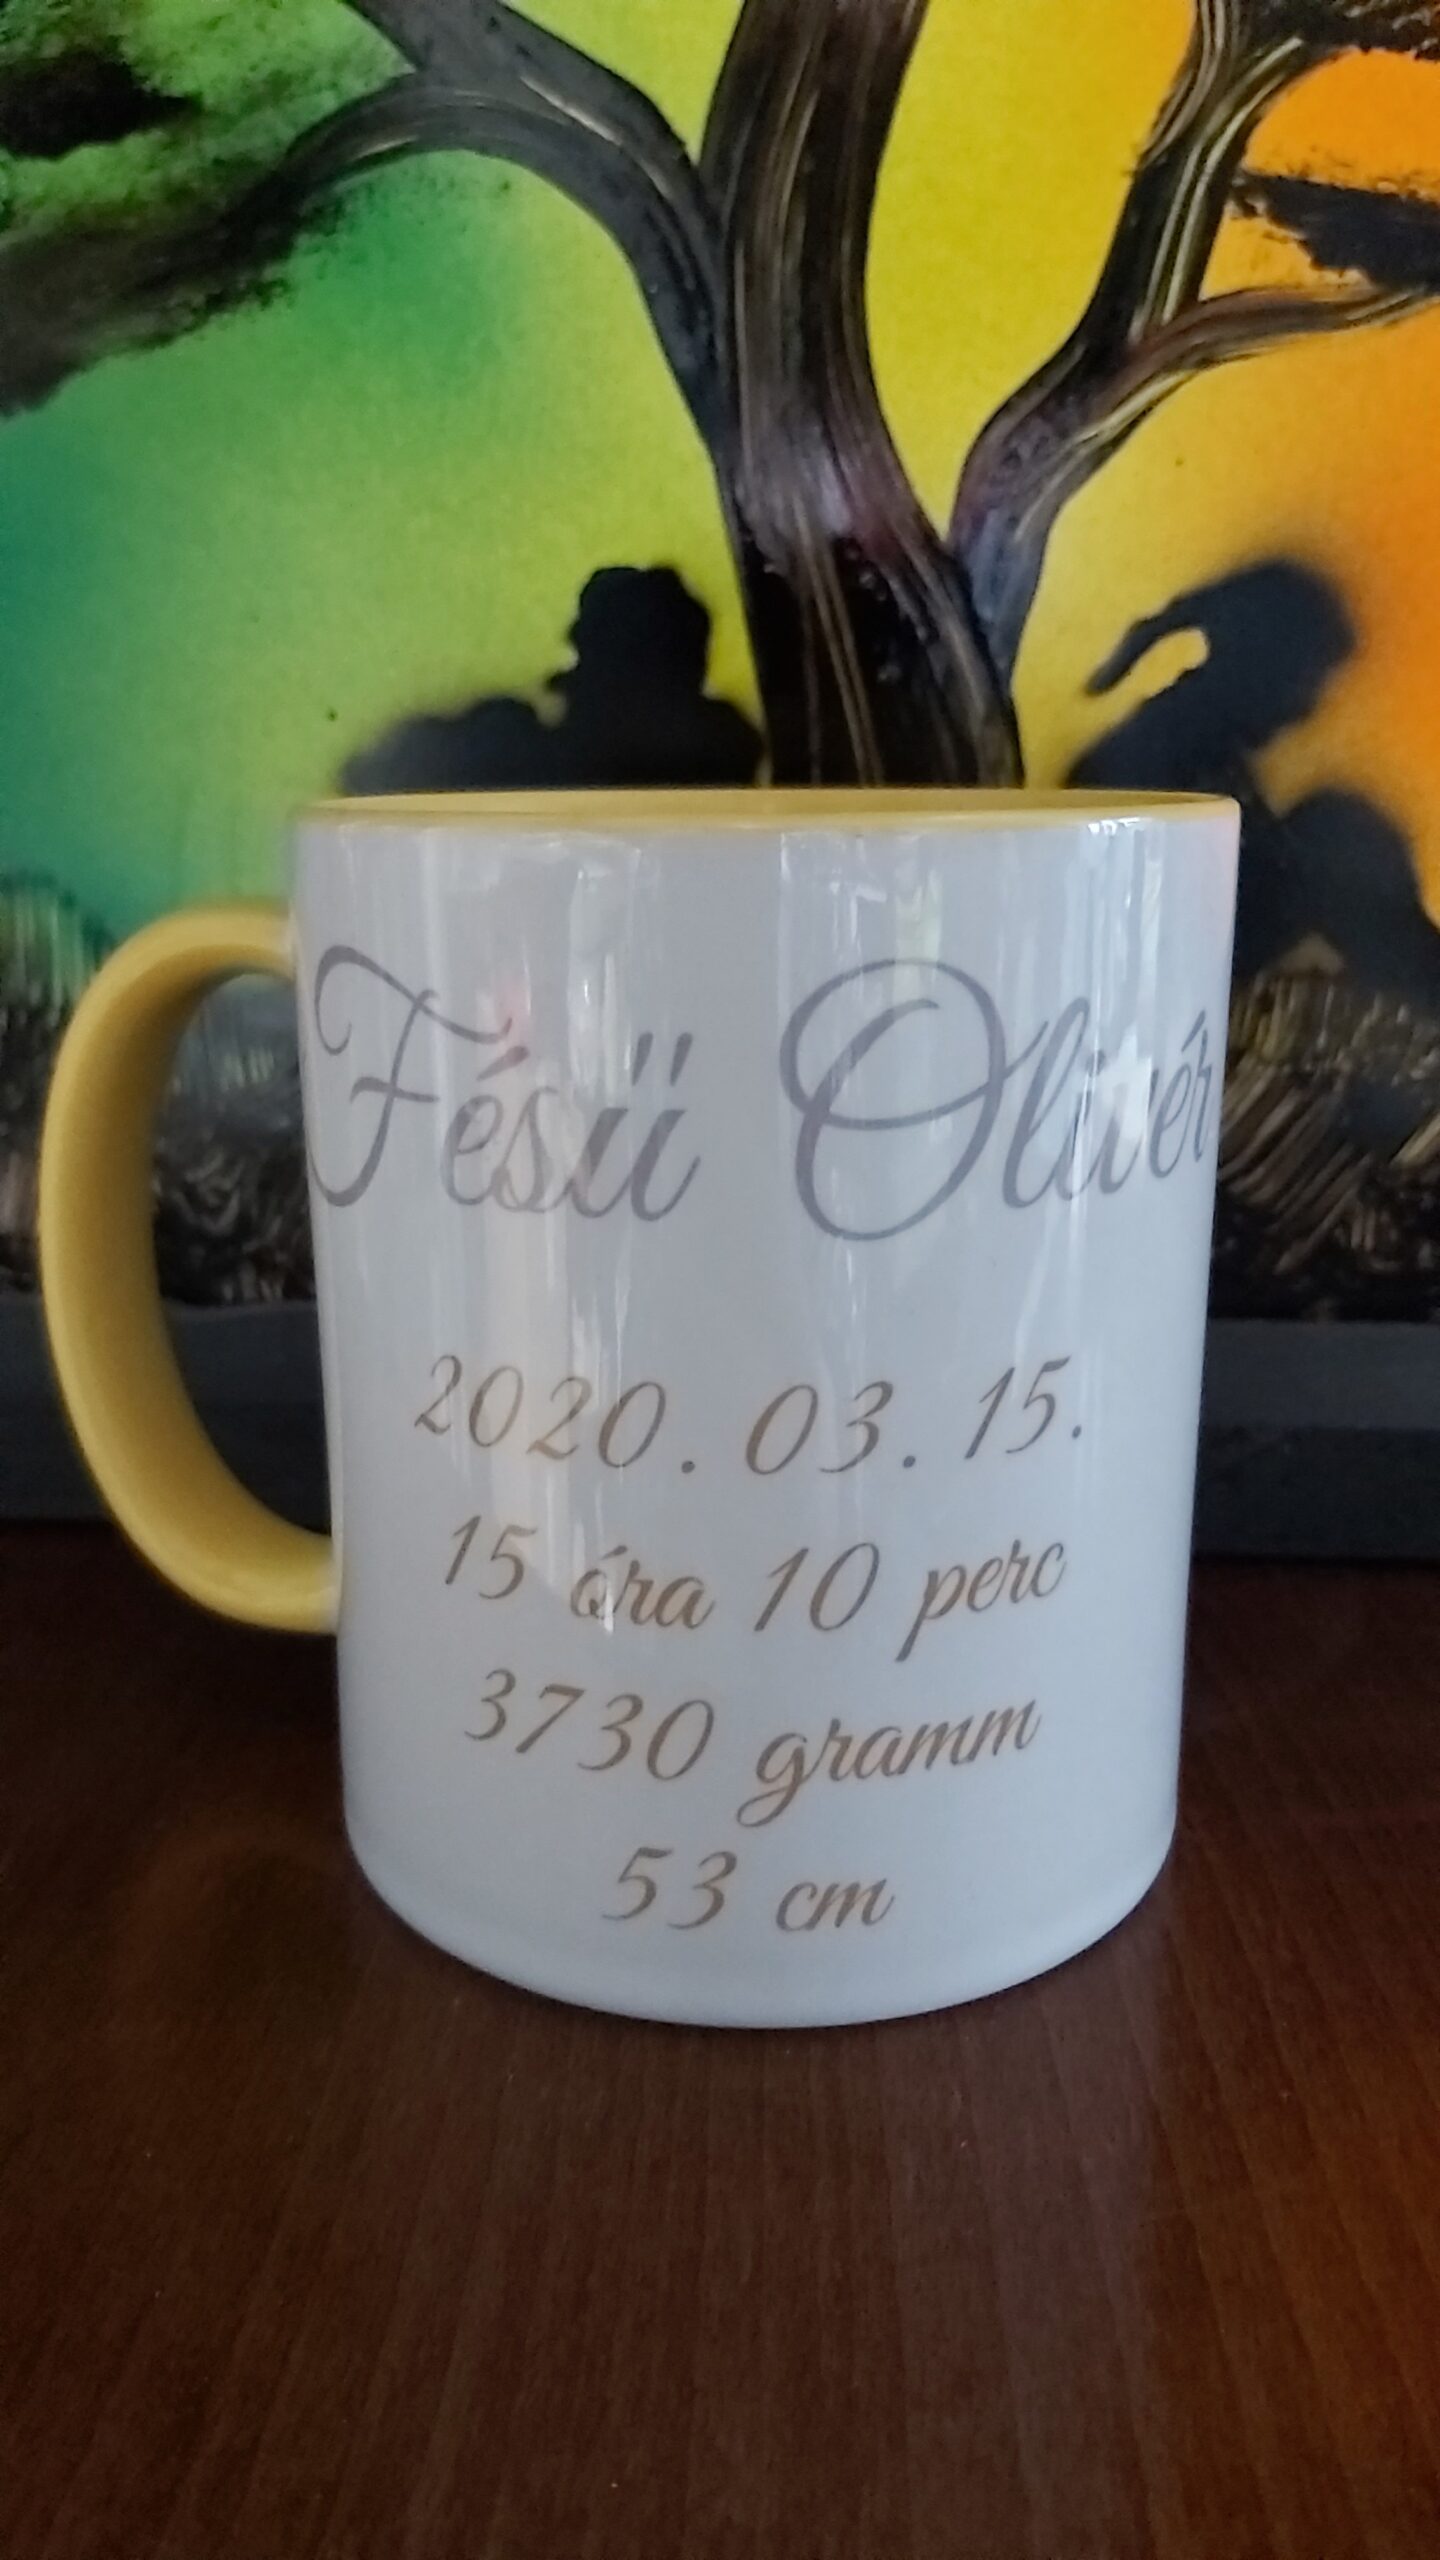 Fésű Olivér
2020. 03. 15.
15 óra 10 perc
3730 gramm
53 cm